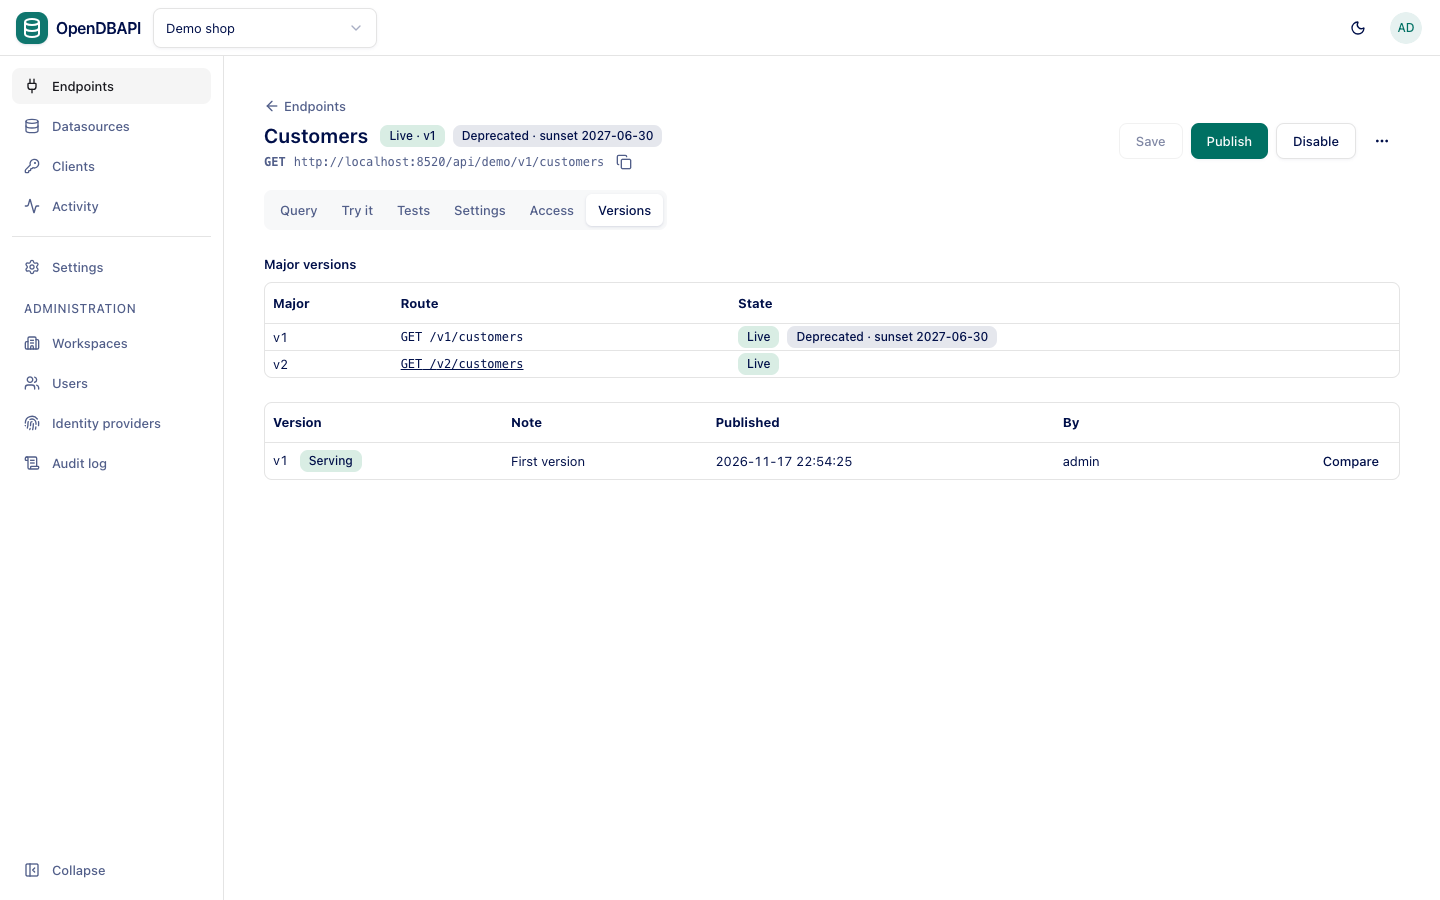 OpenDBAPI
Demo shop
AD
Endpoints
Datasources
Clients
Activity
Settings
ADMINISTRATION
Workspaces
Users
Identity providers
Audit log
Collapse
Endpoints
Customers Live · v1 Deprecated · sunset 2027-06-30
GET http://localhost:8520/api/demo/v1/customers
Save Publish Disable ···
Query Try it Tests Settings Access Versions
Major versions
Major Route State
v1 GET /v1/customers Live Deprecated · sunset 2027-06-30
v2 GET /v2/customers Live
Version Note Published By
v1 Serving First version 2026-11-17 22:54:25 admin Compare